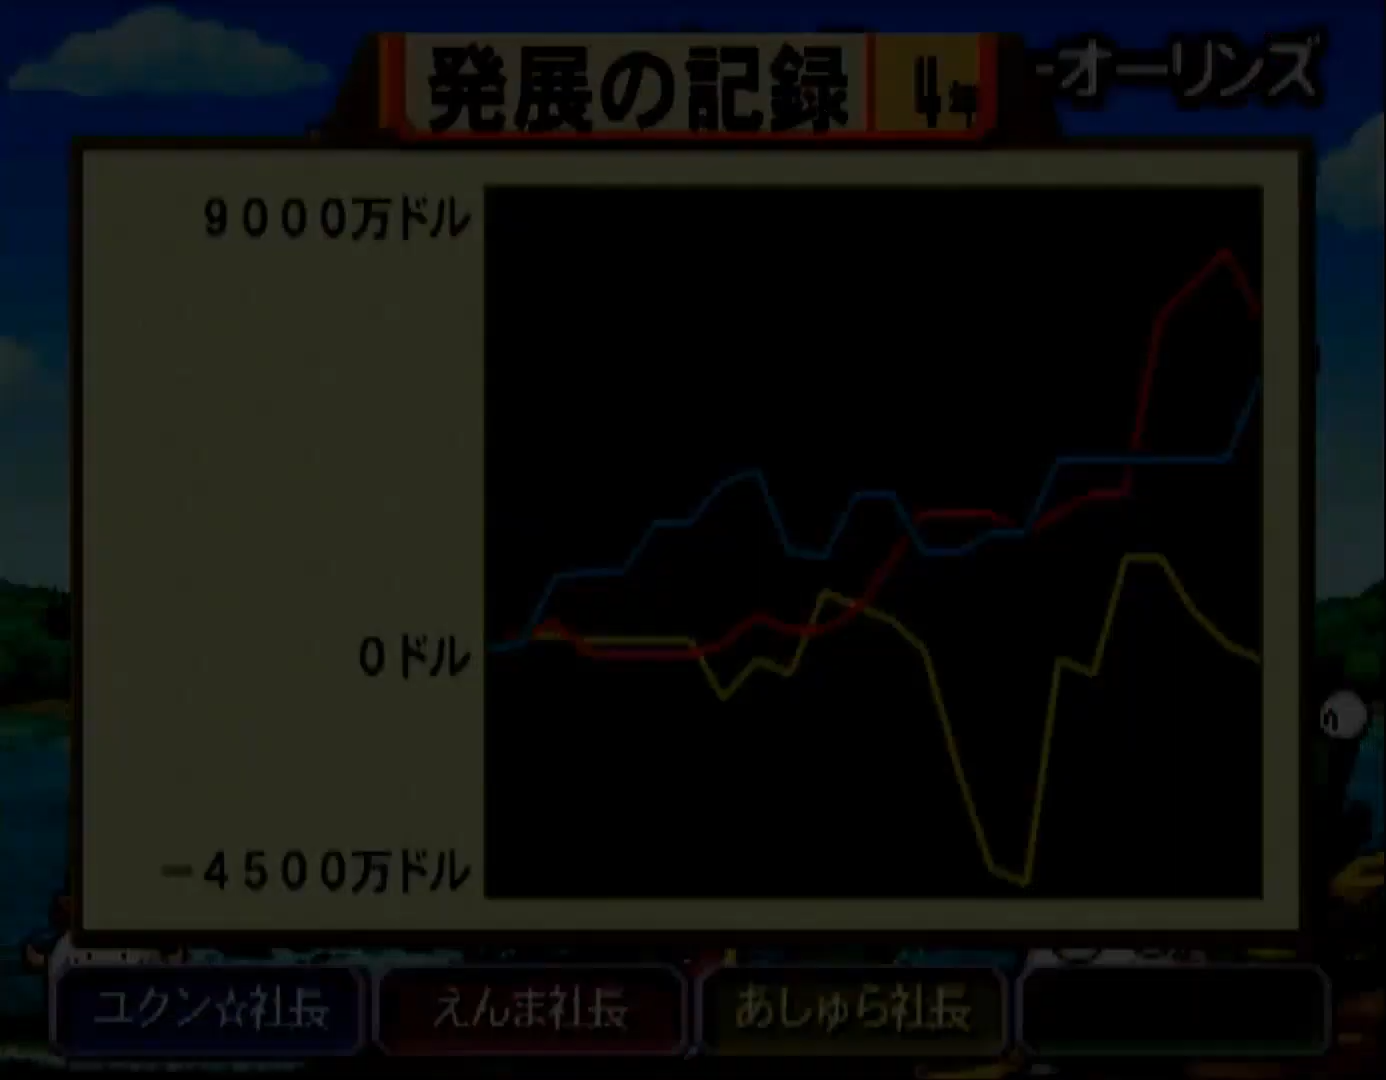 発展の記録 4年
ーオーリンズ
9000万ドル
0ドル
-4500万ドル
ユクン☆社長 えんま社長 あしゅら社長